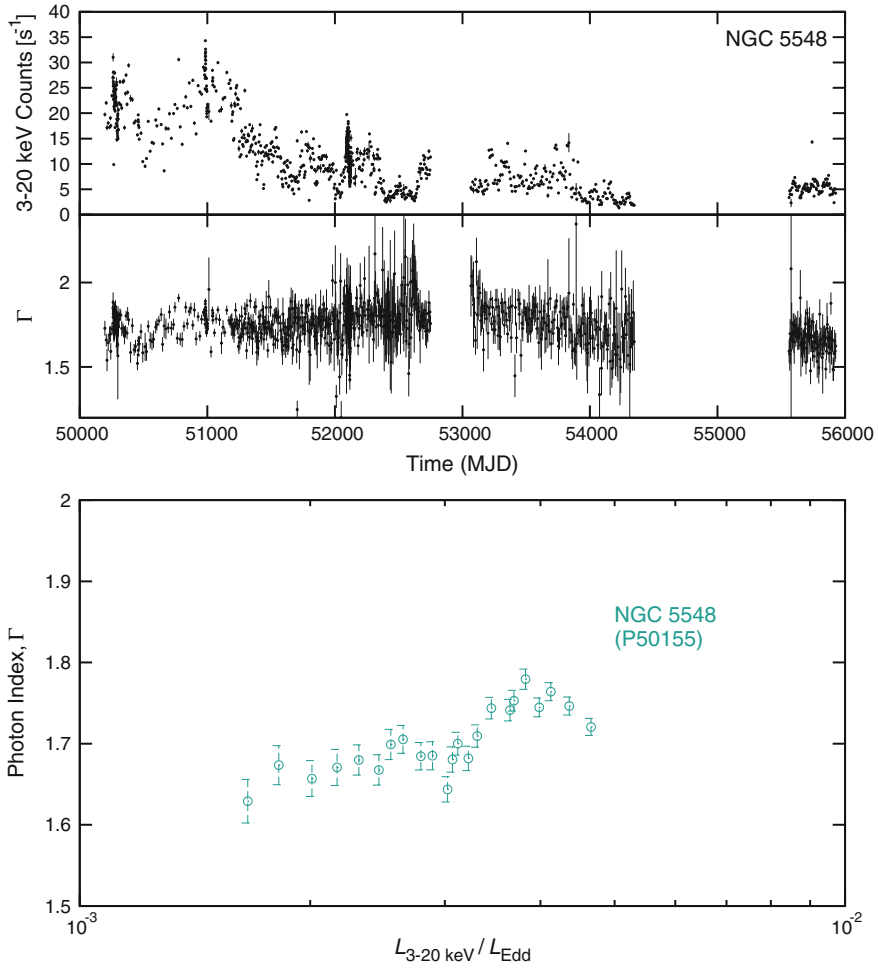 NGC 5548
3-20 keV Counts [s⁻¹]
40
35
30
25
20
15
10
5
0
Γ
2
1.5
50000 51000 52000 53000 54000 55000 56000
Time (MJD)
Photon Index, Γ
2
1.9
1.8
1.7
1.6
1.5
NGC 5548
(P50155)
10⁻³ 10⁻²
L3-20 keV / LEdd